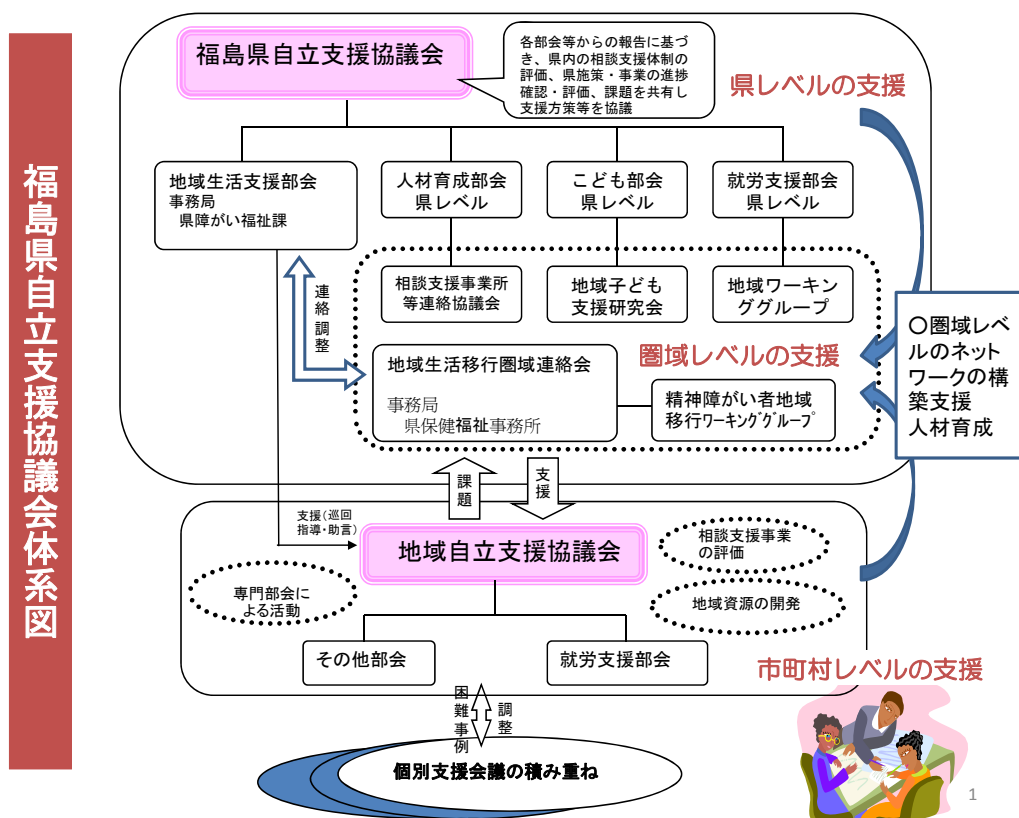 福島県自立支援協議会体系図
福島県自立支援協議会
各部会等からの報告に基づ
き、県内の相談支援体制の
評価、県施策・事業の進捗
確認・評価、課題を共有し
支援方策等を協議
県レベルの支援
地域生活支援部会
事務局
県障がい福祉課
人材育成部会
県レベル
こども部会
県レベル
就労支援部会
県レベル
連絡調整
相談支援事業所
等連絡協議会
地域子ども
支援研究会
地域ワーキン
ググループ
圏域レベルの支援
地域生活移行圏域連絡会
事務局
県保健福祉事務所
精神障がい者地域
移行ワーキンググループ
〇圏域レベ
ルのネット
ワークの構
築支援
人材育成
課題
支援
支援(巡回
指導・助言)
地域自立支援協議会
相談支援事業
の評価
専門部会に
よる活動
地域資源の開発
その他部会
就労支援部会
市町村レベルの支援
困難事例
調整
個別支援会議の積み重ね
1